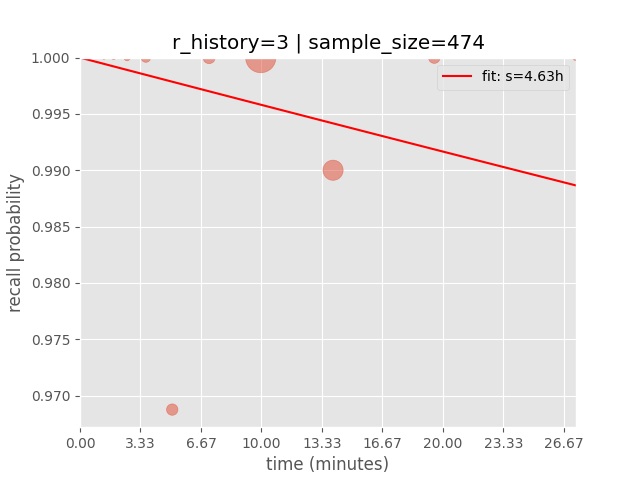 r_history=3 | sample_size=474
fit: s=4.63h
recall probability
1.000
0.995
0.990
0.985
0.980
0.975
0.970
0.00 3.33 6.67 10.00 13.33 16.67 20.00 23.33 26.67
time (minutes)